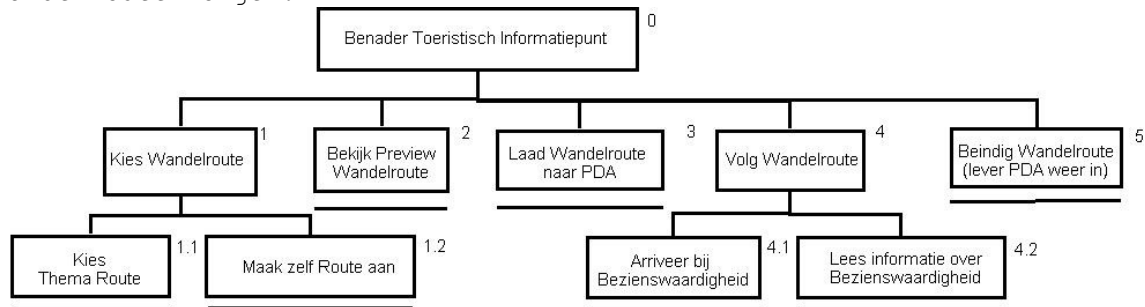 Benader Toeristisch Informatiepunt
0
Kies Wandelroute
1
Bekijk Preview
Wandelroute
2
Laad Wandelroute
naar PDA
3
Volg Wandelroute
4
Beindig Wandelroute
(lever PDA weer in)
5
Kies
Thema Route
1.1
Maak zelf Route aan
1.2
Arriveer bij
Bezienswaardigheid
4.1
Lees informatie over
Bezienswaardigheid
4.2